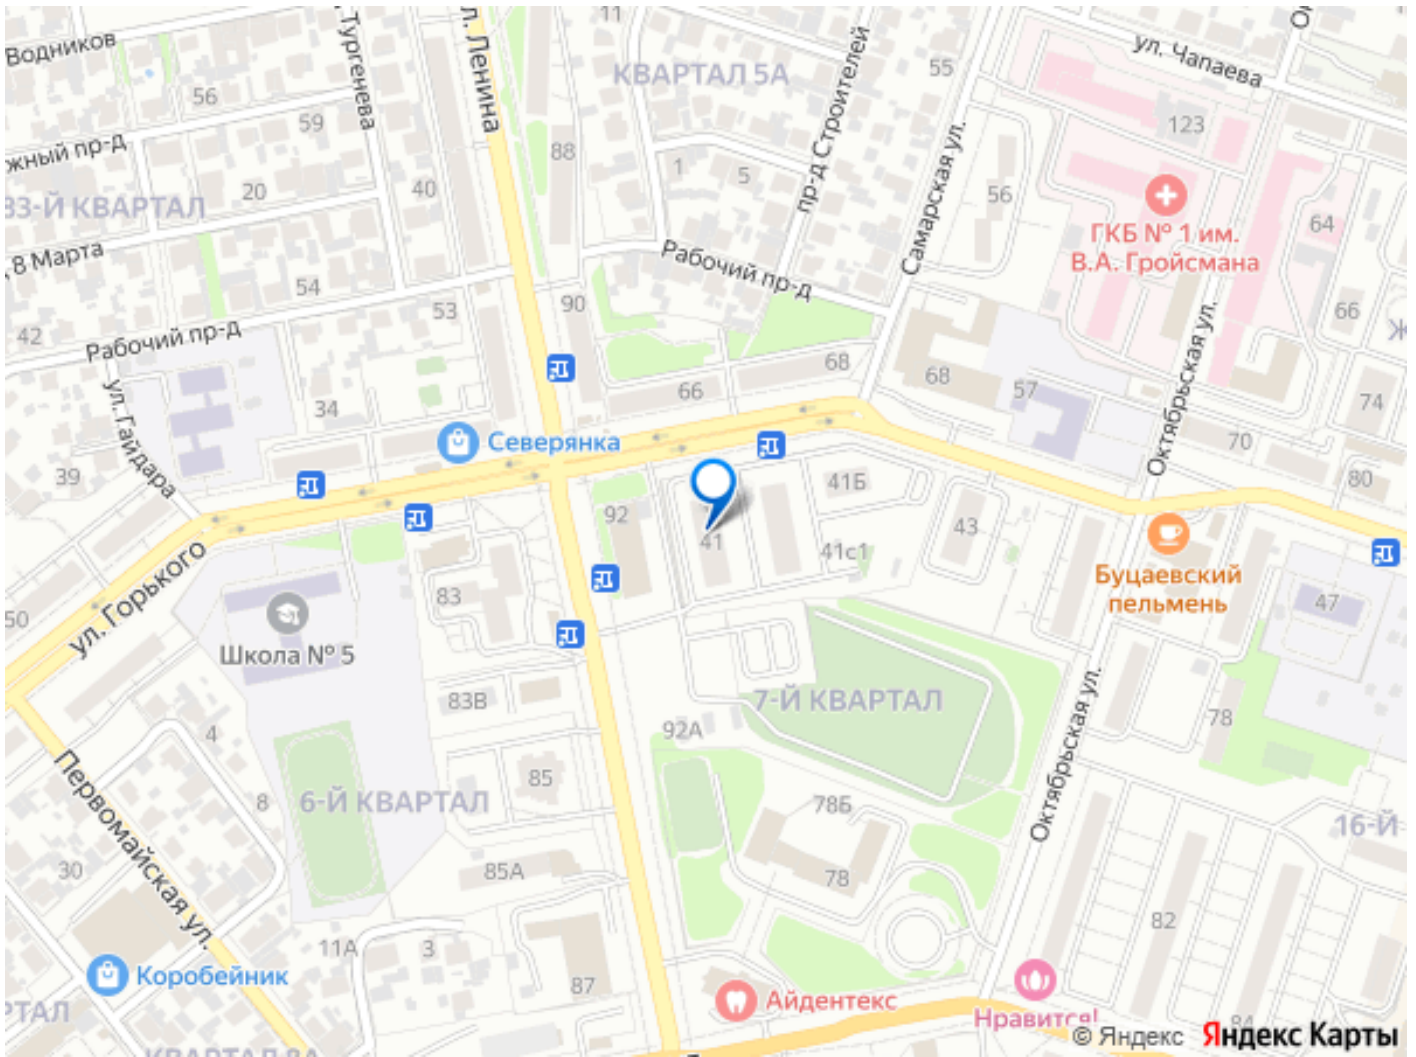 Водников
Тургенева
ул. Ленина
11
КВАРТАЛ 5А
пр-д Строителей
55
ул. Чапаева
56
59
88
Самарская ул.
123
жный пр-д
1
5
20
40
56
33-Й КВАРТАЛ
64
ГКБ № 1 им.
В.А. Гройсмана
8 Марта
Рабочий пр-д
54
53
90
66
42
Рабочий пр-д
68
66
68
57
Октябрьская ул.
74
34
ул. Гайдара
Северянка
70
39
41Б
80
92
43
41
41с1
ул. Горького
Буцаевский
пельмень
50
83
47
Школа № 5
83В
7-Й КВАРТАЛ
78
4
92А
Октябрьская ул.
Первомайская ул.
85
8
6-Й КВАРТАЛ
78Б
16-Й
30
85А
78
82
11А
3
Коробейник
87
Айдентекс
РТАЛ
Нравится!
84
КВАРТАЛ 8А
© Яндекс Яндекс Карты